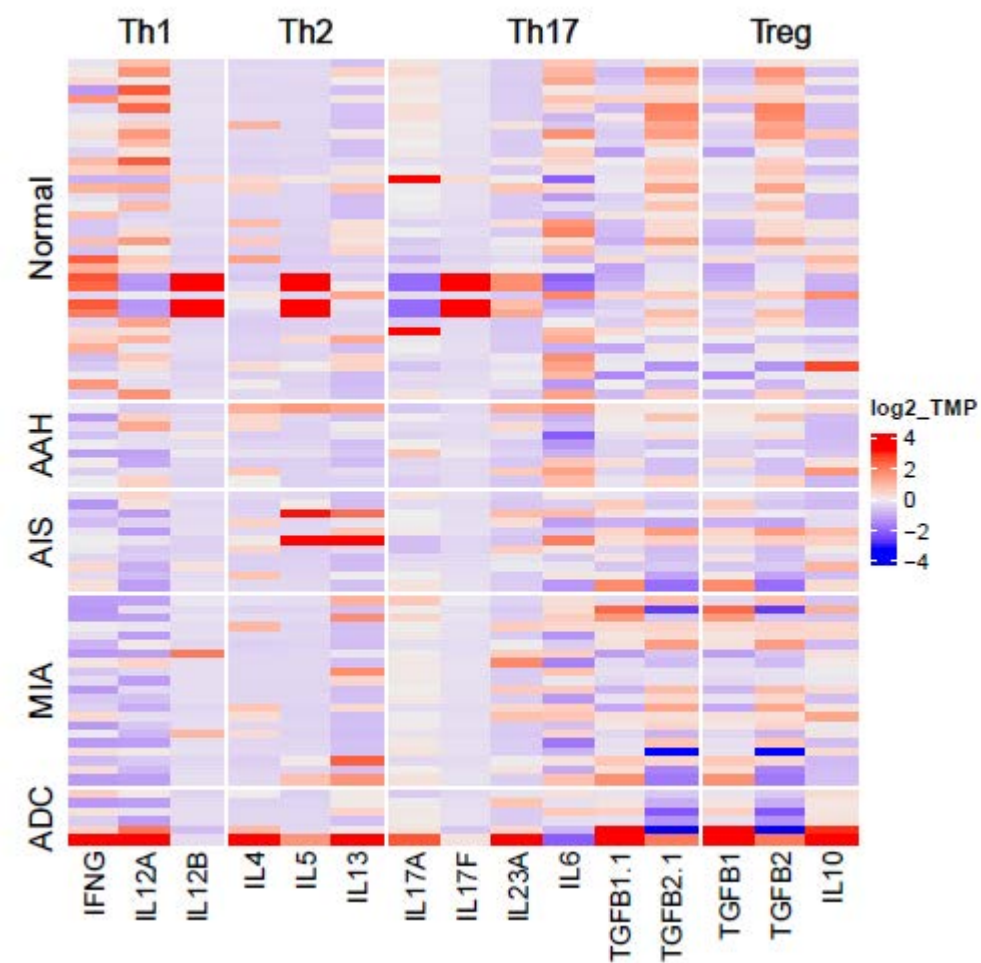 Th1 Th2 Th17 Treg
Normal
AAH
AIS
MIA
ADC
log2_TMP
4
2
0
−2
−4
IFNG
IL12A
IL12B
IL4
IL5
IL13
IL17A
IL17F
IL23A
IL6
TGFB1.1
TGFB2.1
TGFB1
TGFB2
IL10